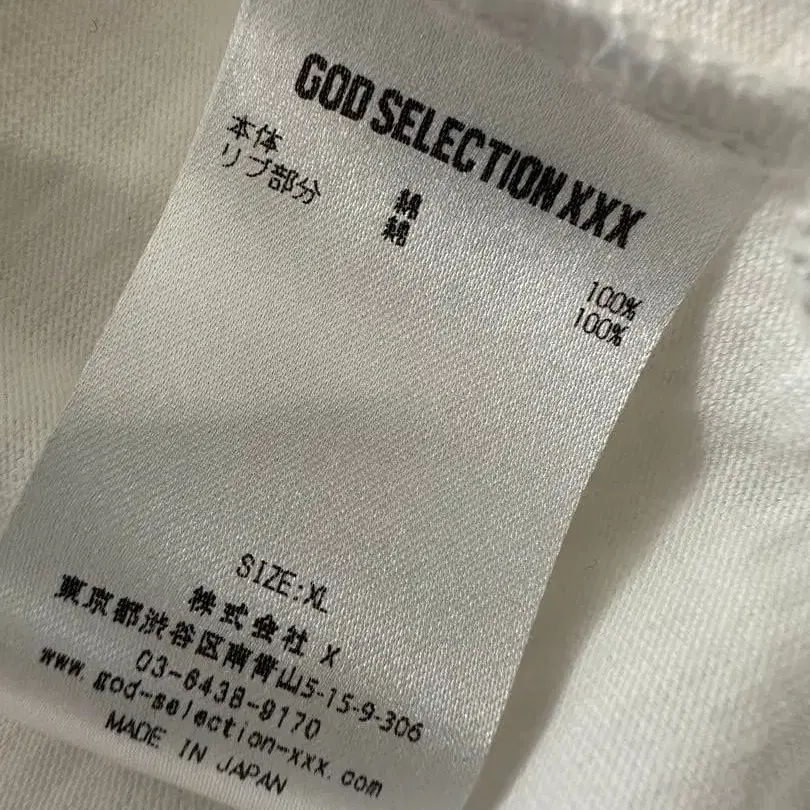 GOD SELECTION XXX
本体 綿 100%
リブ部分 綿 100%
SIZE:XL
株式会社 X
東京都渋谷区南青山5-15-9-306
03-6438-9170
www.god-selection-xxx.com
MADE IN JAPAN